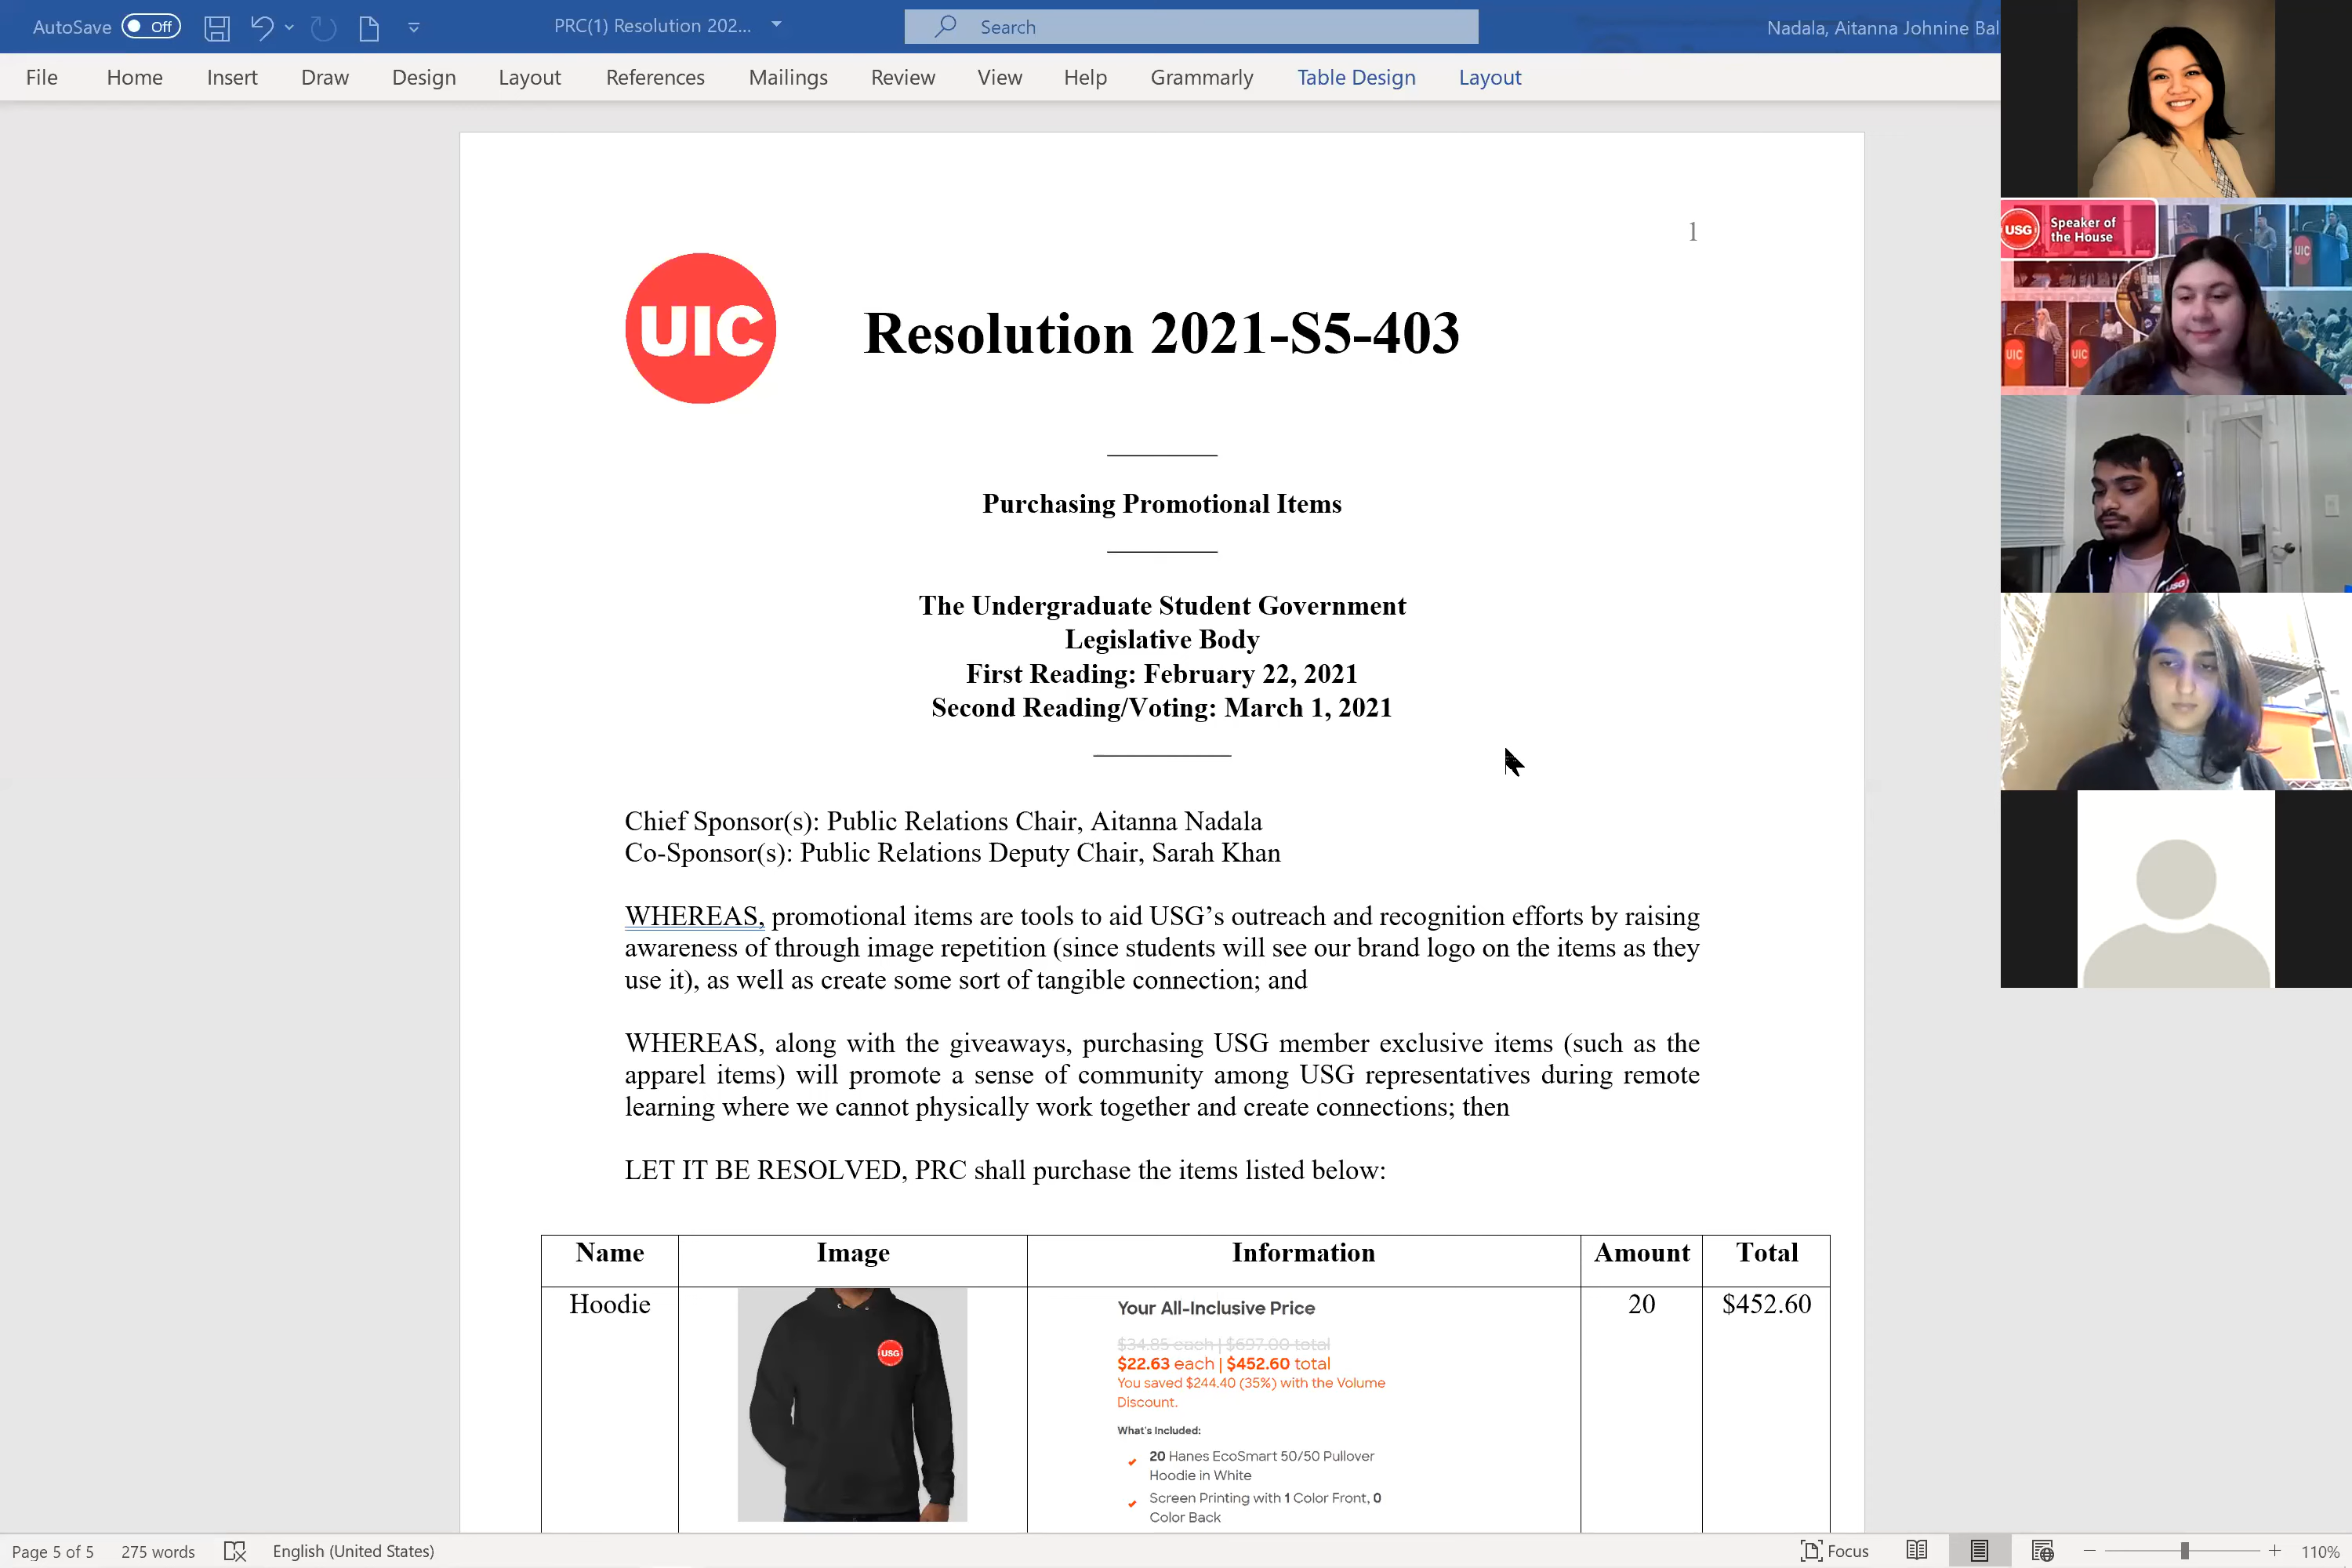 AutoSave Off PRC(1) Resolution 202... Search Nadala, Aitanna Johnine Bal
File Home Insert Draw Design Layout References Mailings Review View Help Grammarly Table Design Layout
1
UIC
Resolution 2021-S5-403
Purchasing Promotional Items
The Undergraduate Student Government
Legislative Body
First Reading: February 22, 2021
Second Reading/Voting: March 1, 2021
Chief Sponsor(s): Public Relations Chair, Aitanna Nadala
Co-Sponsor(s): Public Relations Deputy Chair, Sarah Khan
WHEREAS, promotional items are tools to aid USG’s outreach and recognition efforts by raising
awareness of through image repetition (since students will see our brand logo on the items as they
use it), as well as create some sort of tangible connection; and
WHEREAS, along with the giveaways, purchasing USG member exclusive items (such as the
apparel items) will promote a sense of community among USG representatives during remote
learning where we cannot physically work together and create connections; then
LET IT BE RESOLVED, PRC shall purchase the items listed below:
Name Image Information Amount Total
Hoodie
USG
Your All-Inclusive Price
$34.85 each | $697.00 total
$22.63 each | $452.60 total
You saved $244.40 (35%) with the Volume
Discount.
What's Included:
20 Hanes EcoSmart 50/50 Pullover
Hoodie in White
Screen Printing with 1 Color Front, 0
Color Back
20
$452.60
USG
Speaker of
the House
UIC
UIC
UIC
USG
Page 5 of 5 275 words English (United States) Focus 110%